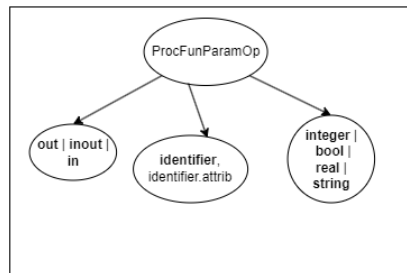 ProcFunParamOp
out | inout |
in
identifier,
identifier.attrib
integer |
bool |
real |
string